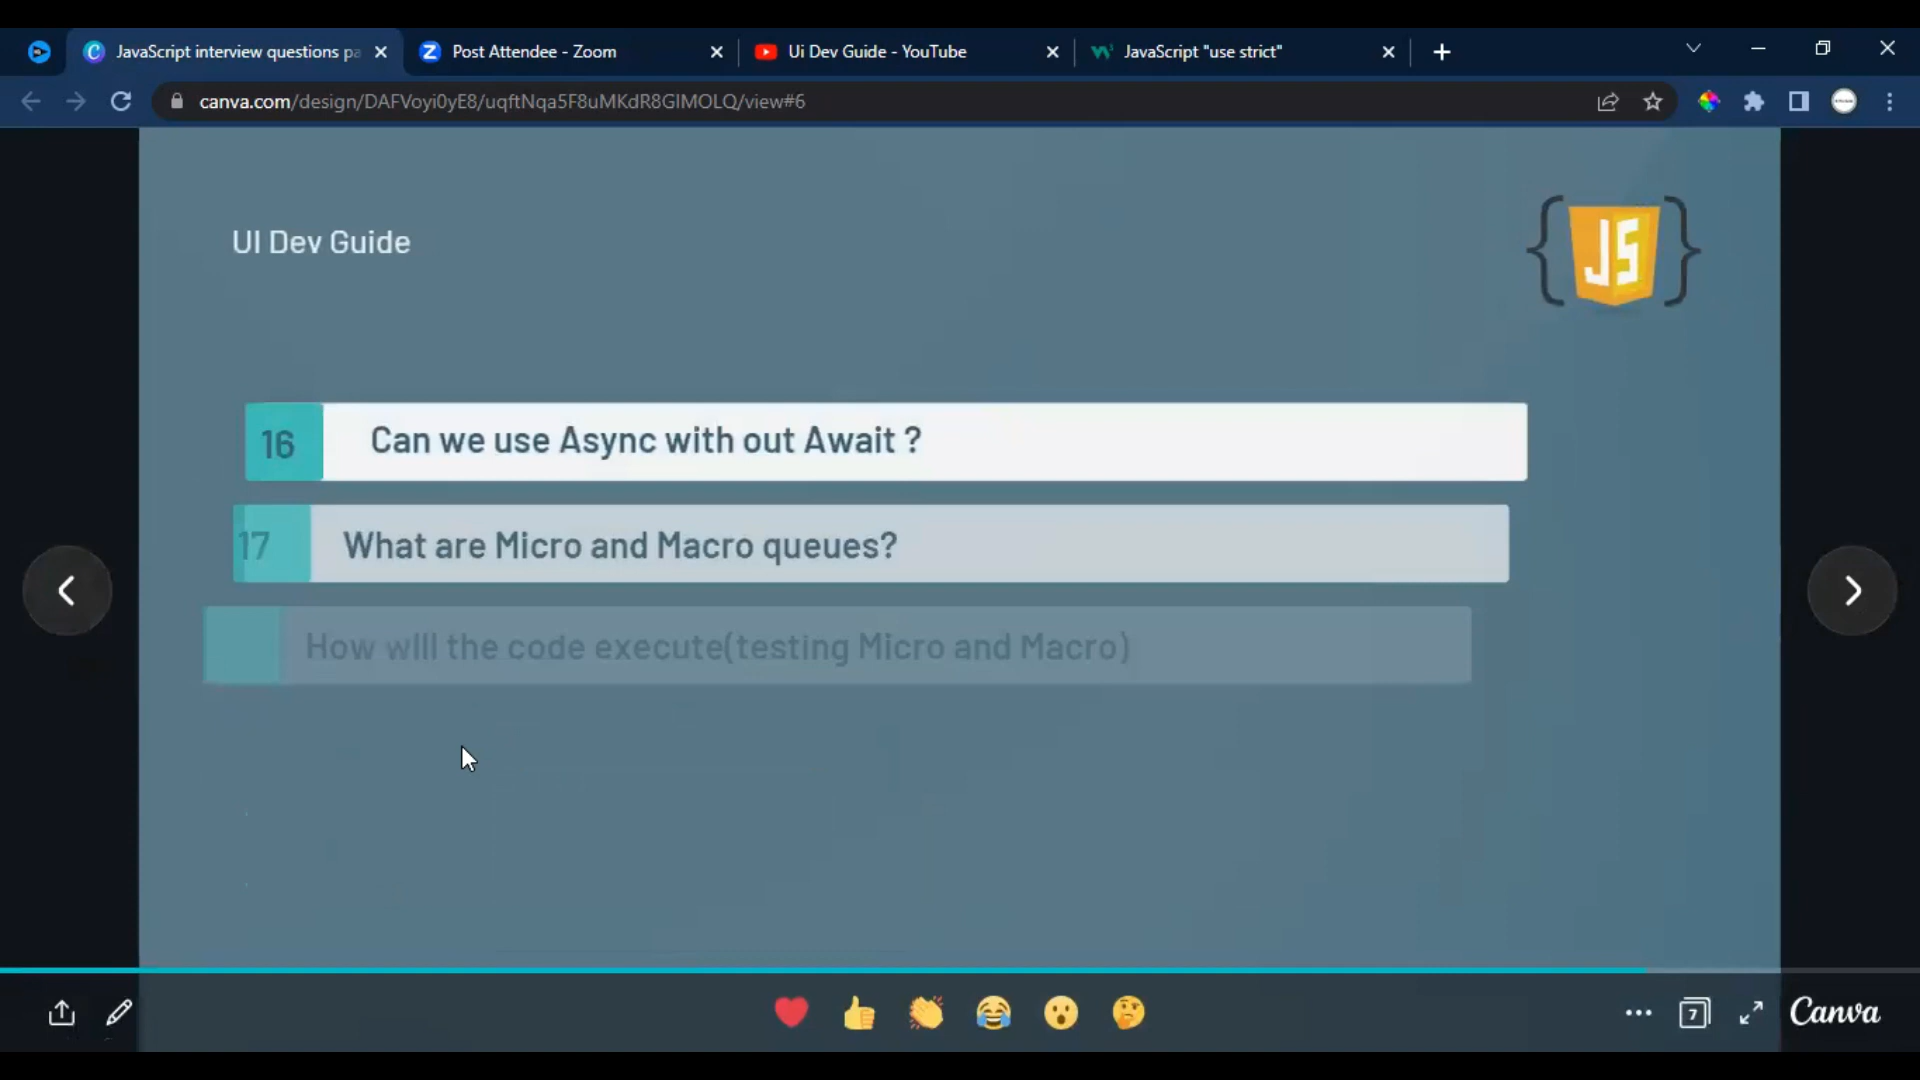 JavaScript interview questions pa
Post Attendee - Zoom
Ui Dev Guide - YouTube
JavaScript "use strict"
canva.com/design/DAFVoyi0yE8/uqftNqa5F8uMKdR8GIMOLQ/view#6
UI Dev Guide
JS
16 Can we use Async with out Await ?
17 What are Micro and Macro queues?
How wIll the code execute(testing Micro and Macro)
7
Canva